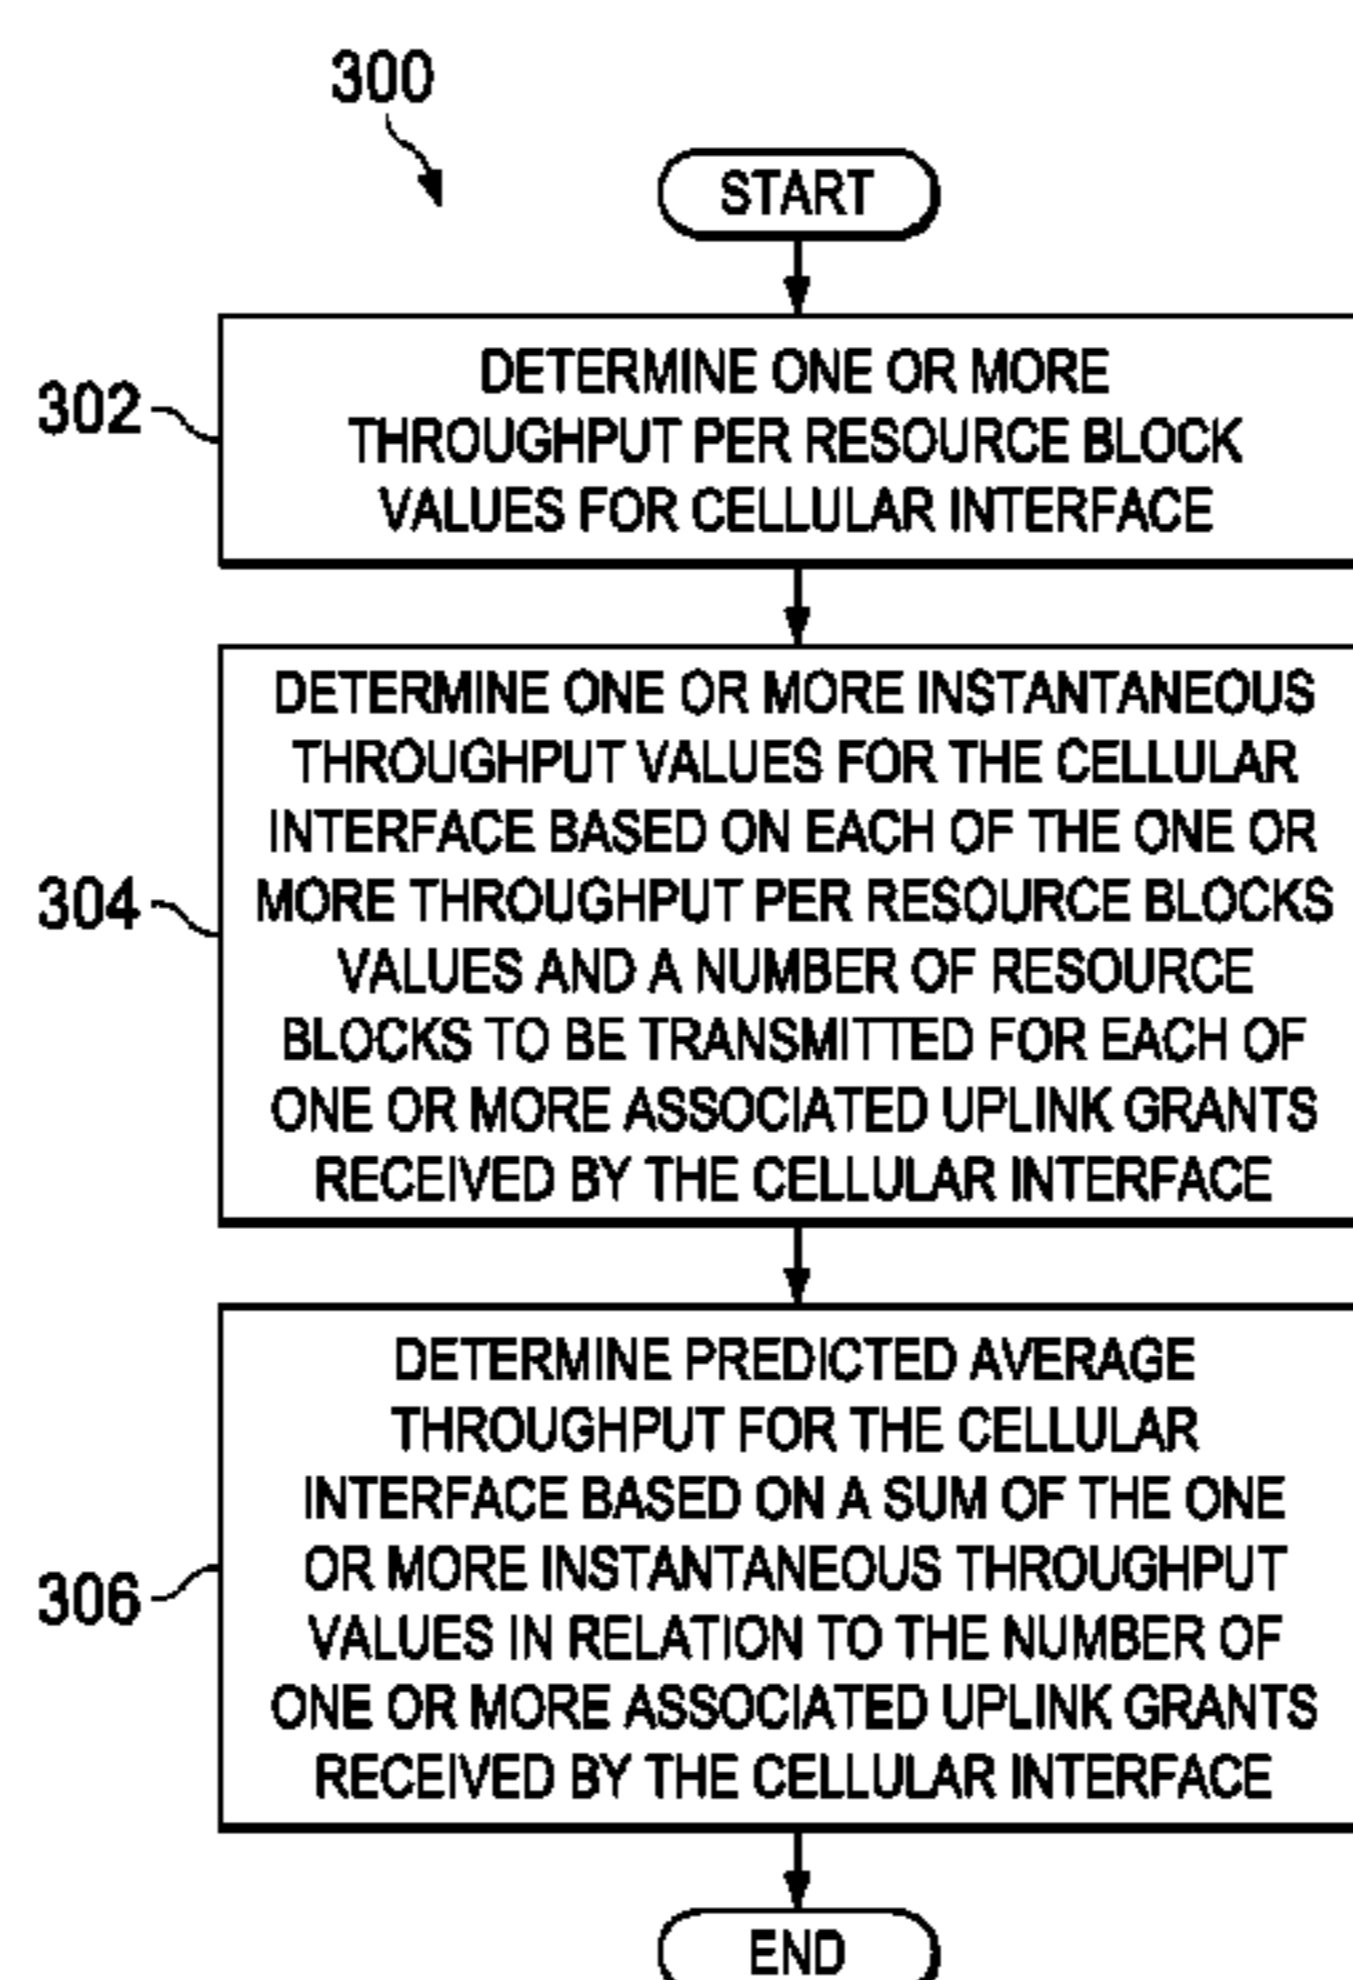 300
START
302
DETERMINE ONE OR MORE
THROUGHPUT PER RESOURCE BLOCK
VALUES FOR CELLULAR INTERFACE
304
DETERMINE ONE OR MORE INSTANTANEOUS
THROUGHPUT VALUES FOR THE CELLULAR
INTERFACE BASED ON EACH OF THE ONE OR
MORE THROUGHPUT PER RESOURCE BLOCKS
VALUES AND A NUMBER OF RESOURCE
BLOCKS TO BE TRANSMITTED FOR EACH OF
ONE OR MORE ASSOCIATED UPLINK GRANTS
RECEIVED BY THE CELLULAR INTERFACE
306
DETERMINE PREDICTED AVERAGE
THROUGHPUT FOR THE CELLULAR
INTERFACE BASED ON A SUM OF THE ONE
OR MORE INSTANTANEOUS THROUGHPUT
VALUES IN RELATION TO THE NUMBER OF
ONE OR MORE ASSOCIATED UPLINK GRANTS
RECEIVED BY THE CELLULAR INTERFACE
END